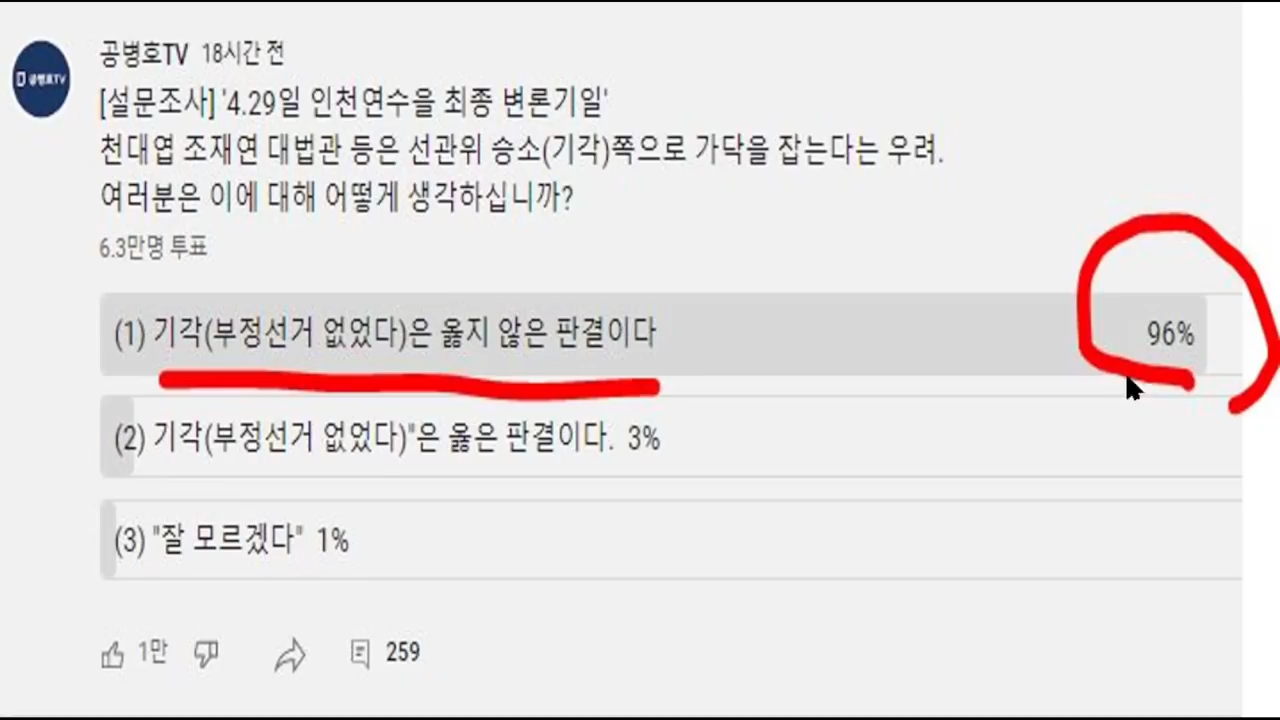 공병호TV 18시간 전
공병호TV
[설문조사] '4.29일 인천연수을 최종 변론기일'
천대엽 조재연 대법관 등은 선관위 승소(기각)쪽으로 가닥을 잡는다는 우려.
여러분은 이에 대해 어떻게 생각하십니까?
6.3만명 투표
(1) 기각(부정선거 없었다)은 옳지 않은 판결이다 96%
(2) 기각(부정선거 없었다)"은 옳은 판결이다. 3%
(3) "잘 모르겠다" 1%
1만 259